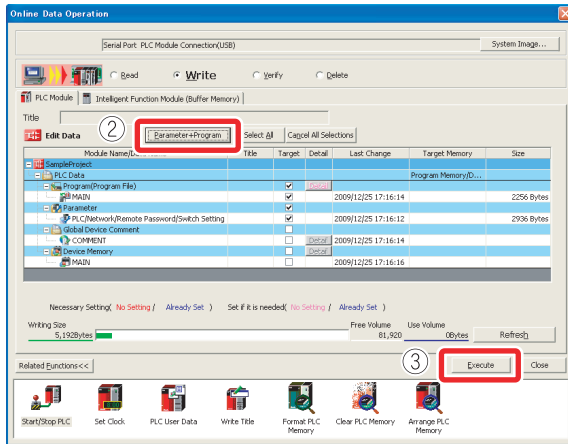 Online Data Operation
Serial Port PLC Module Connection(USB)
System Image...
Read Write Verify Delete
PLC Module Intelligent Function Module (Buffer Memory)
Title
②
Edit Data Parameter+Program Select All Cancel All Selections
Title Target Detail Last Change Target Memory Size
SampleProject
PLC Data Program Memory/D...
Program(Program File) Detail
MAIN 2009/12/25 17:16:14 2256 Bytes
Parameter
PLC/Network/Remote Password/Switch Setting 2009/12/25 17:16:12 2936 Bytes
Global Device Comment
COMMENT Detail 2009/12/25 17:16:14
Device Memory Detail
MAIN 2009/12/25 17:16:16
Necessary Setting( No Setting / Already Set ) Set if it is needed( No Setting / Already Set )
Writing Size Free Volume Use Volume
5,192Bytes 81,920 0Bytes Refresh
③
Related Functions<< Execute Close
Start/Stop PLC Set Clock PLC User Data Write Title Format PLC Memory Clear PLC Memory Arrange PLC Memory